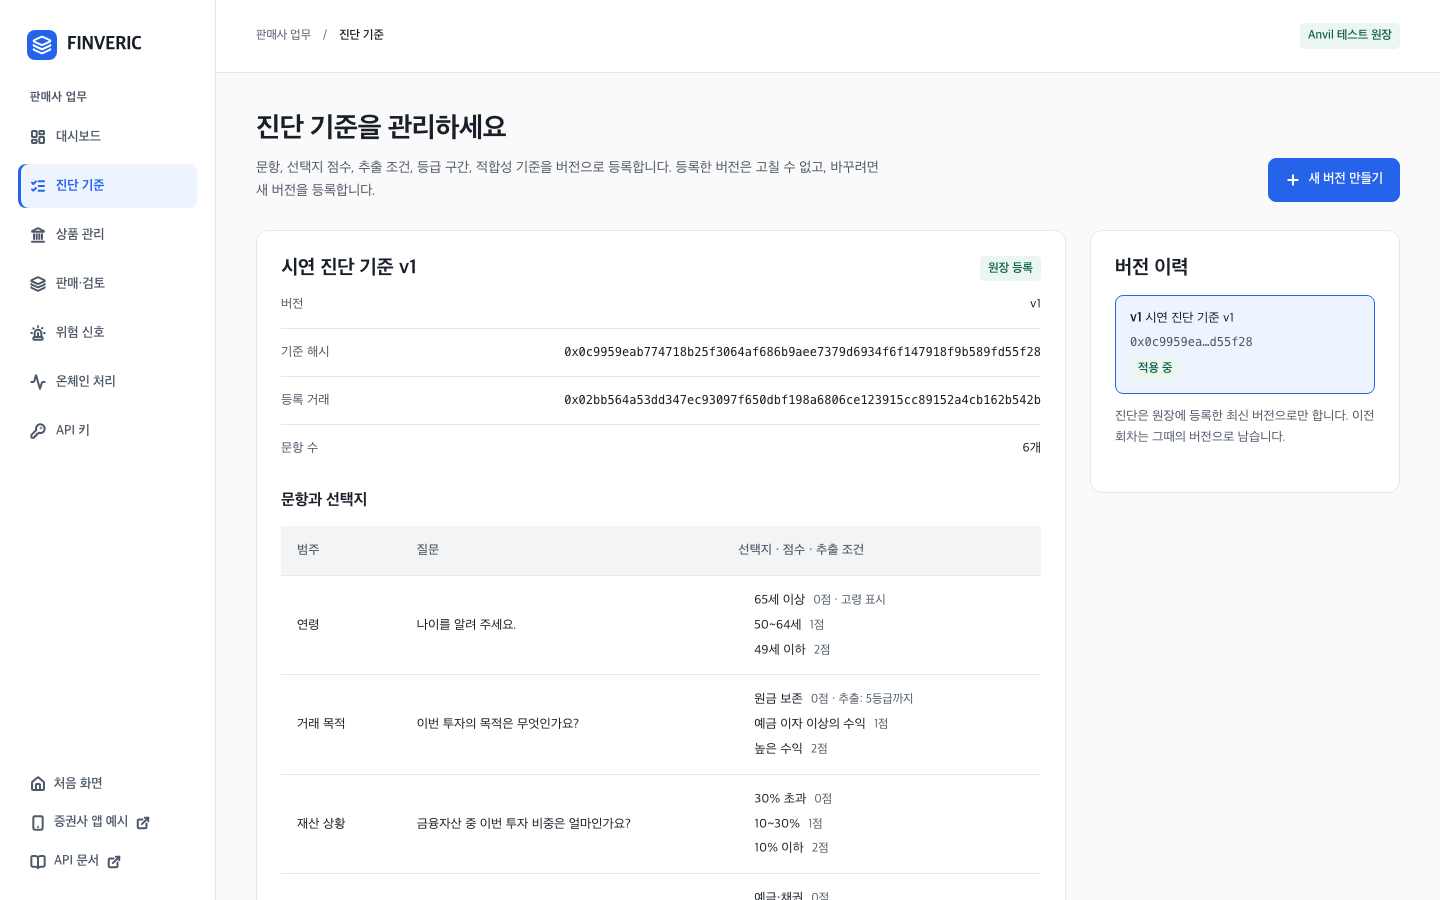 FINVERIC
판매사 업무
대시보드
진단 기준
상품 관리
판매·검토
위험 신호
온체인 처리
API 키
처음 화면
증권사 앱 예시
API 문서
판매사 업무 / 진단 기준
Anvil 테스트 원장
진단 기준을 관리하세요
문항, 선택지 점수, 추출 조건, 등급 구간, 적합성 기준을 버전으로 등록합니다. 등록한 버전은 고칠 수 없고, 바꾸려면
새 버전을 등록합니다.
새 버전 만들기
시연 진단 기준 v1
원장 등록
버전 v1
기준 해시 0x0c9959eab774718b25f3064af686b9aee7379d6934f6f147918f9b589fd55f28
등록 거래 0x02bb564a53dd347ec93097f650dbf198a6806ce123915cc89152a4cb162b542b
문항 수 6개
문항과 선택지
범주 질문 선택지 · 점수 · 추출 조건
연령 나이를 알려 주세요.
65세 이상 0점 · 고령 표시
50~64세 1점
49세 이하 2점
거래 목적 이번 투자의 목적은 무엇인가요?
원금 보존 0점 · 추출: 5등급까지
예금 이자 이상의 수익 1점
높은 수익 2점
재산 상황 금융자산 중 이번 투자 비중은 얼마인가요?
30% 초과 0점
10~30% 1점
10% 이하 2점
예금·채권 0점
버전 이력
v1 시연 진단 기준 v1
0x0c9959ea…d55f28
적용 중
진단은 원장에 등록한 최신 버전으로만 합니다. 이전
회차는 그때의 버전으로 남습니다.